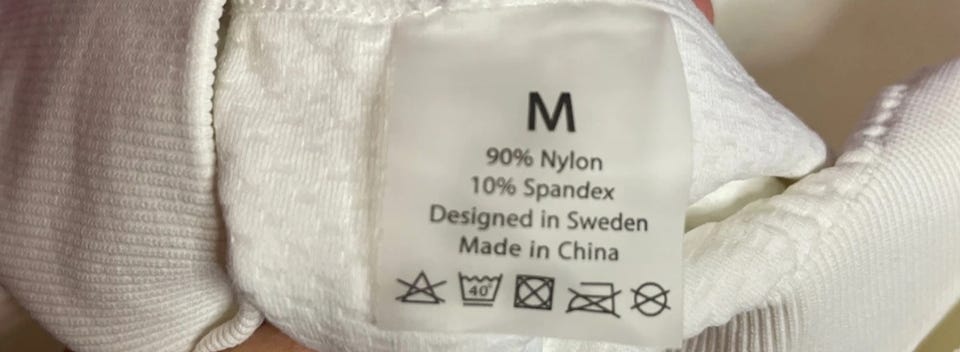 M
90% Nylon
10% Spandex
Designed in Sweden
Made in China
40°